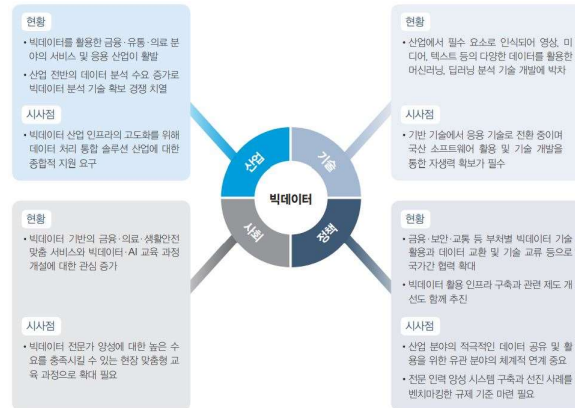 현황
• 빅데이터를 활용한 금융·유통·의료 분
야의 서비스 및 응용 산업이 활발
• 산업 전반의 데이터 분석 수요 증가로
빅데이터 분석 기술 확보 경쟁 치열
시사점
• 빅데이터 산업 인프라의 고도화를 위해
데이터 처리 통합 솔루션 산업에 대한
종합적 지원 요구
현황
• 산업에서 필수 요소로 인식되어 영상, 미
디어, 텍스트 등의 다양한 데이터를 활용한
머신러닝, 딥러닝 분석 기술 개발에 박차
시사점
• 기반 기술에서 응용 기술로 전환 중이며
국산 소프트웨어 활용 및 기술 개발을
통한 자생력 확보가 필수
산업
기술
빅데이터
사회
정책
현황
• 빅데이터 기반의 금융·의료·생활안전
맞춤 서비스와 빅데이터·AI 교육 과정
개설에 대한 관심 증가
시사점
• 빅데이터 전문가 양성에 대한 높은 수
요를 충족시킬 수 있는 현장 맞춤형 교
육 과정으로 확대 필요
현황
• 금융·보안·교통 등 부처별 빅데이터 기술
활용과 데이터 교환 및 기술 교류 등으로
국가간 협력 확대
• 빅데이터 활용 인프라 구축과 관련 제도 개
선도 함께 추진
시사점
• 산업 분야의 적극적인 데이터 공유 및 활
용을 위한 유관 분야의 체계적 연계 중요
• 전문 인력 양성 시스템 구축과 선진 사례를
벤치마킹한 규제 기준 마련 필요